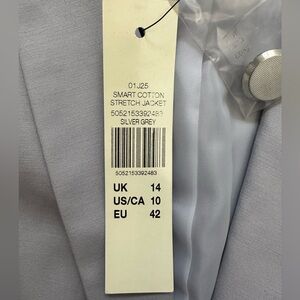 01J25
SMART COTTON
STRETCH JACKET
5052153392483
SILVER GREY
5052153392483
UK 14
US/CA 10
EU 42